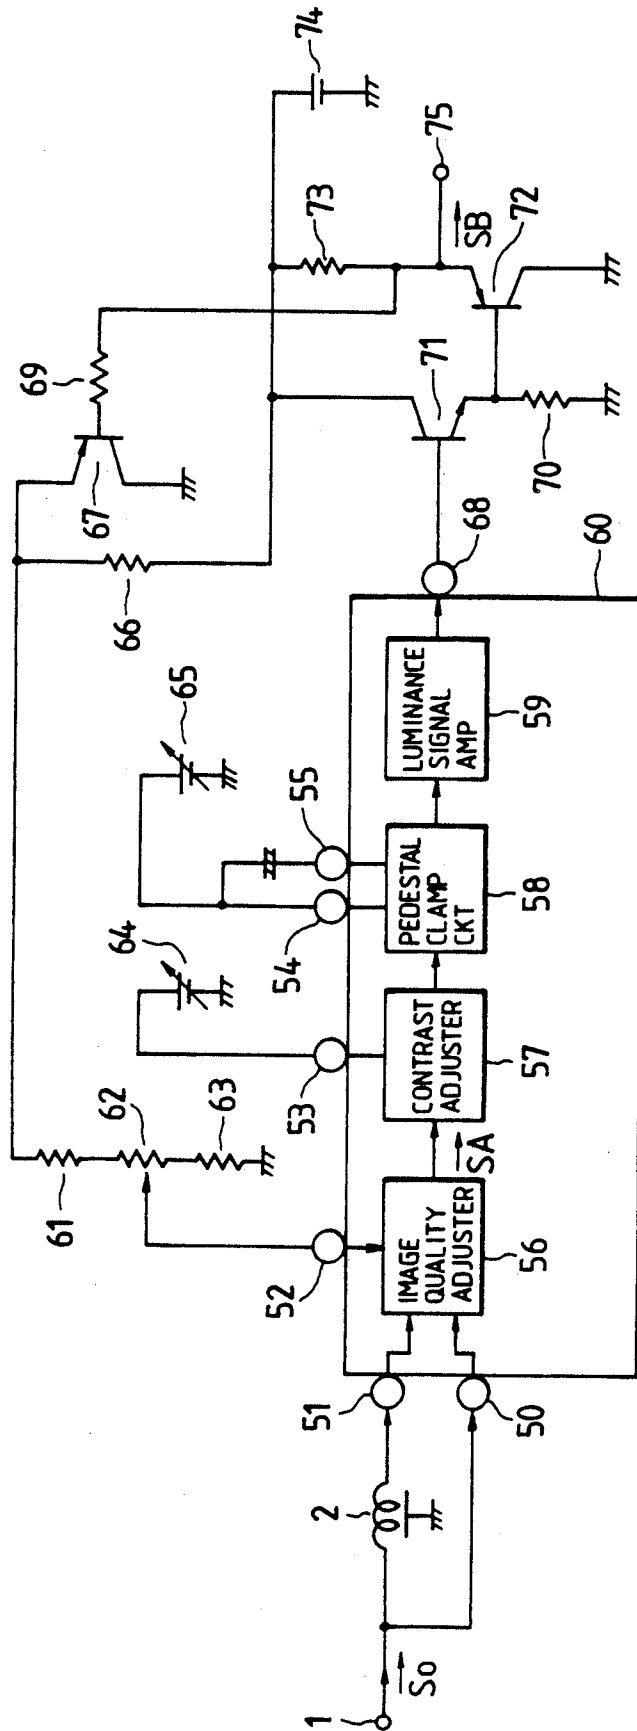 1
S0
2
51
50
52
53
54
55
61
62
63
64
65
66
67
68
69
70
71
72
73
74
75
SB
SA
IMAGE
QUALITY
ADJUSTER
56
CONTRAST
ADJUSTER
57
PEDESTAL
CLAMP
CKT
58
LUMINANCE
SIGNAL
AMP
59
60